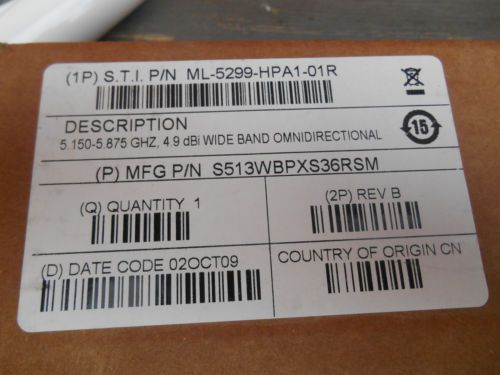 (1P) S.T.I. P/N ML-5299-HPA1-01R
DESCRIPTION
5.150-5.875 GHZ, 4.9 dBi WIDE BAND OMNIDIRECTIONAL
15
(P) MFG P/N S513WBPXS36RSM
(Q) QUANTITY 1
(2P) REV B
(D) DATE CODE 02OCT09
COUNTRY OF ORIGIN CN